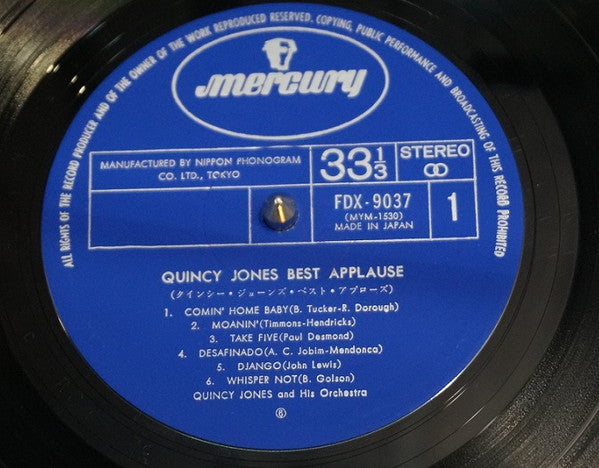 ALL RIGHTS OF THE RECORD PRODUCER AND OF THE OWNER OF THE WORK REPRODUCED RESERVED. COPYING, PUBLIC PERFORMANCE AND BROADCASTING OF THIS RECORD PROHIBITED
mercury
MANUFACTURED BY NIPPON PHONOGRAM
CO. LTD., TOKYO
33⅓
STEREO
FDX-9037
(MYM-1530)
MADE IN JAPAN
1
QUINCY JONES BEST APPLAUSE
(クインシー・ジョーンズ・ベスト・アプローズ)
1. COMIN' HOME BABY(B. Tucker-R. Dorough)
2. MOANIN'(Timmons-Hendricks)
3. TAKE FIVE(Paul Desmond)
4. DESAFINADO(A. C. Jobim-Mendonca)
5. DJANGO(John Lewis)
6. WHISPER NOT(B. Golson)
QUINCY JONES and His Orchestra